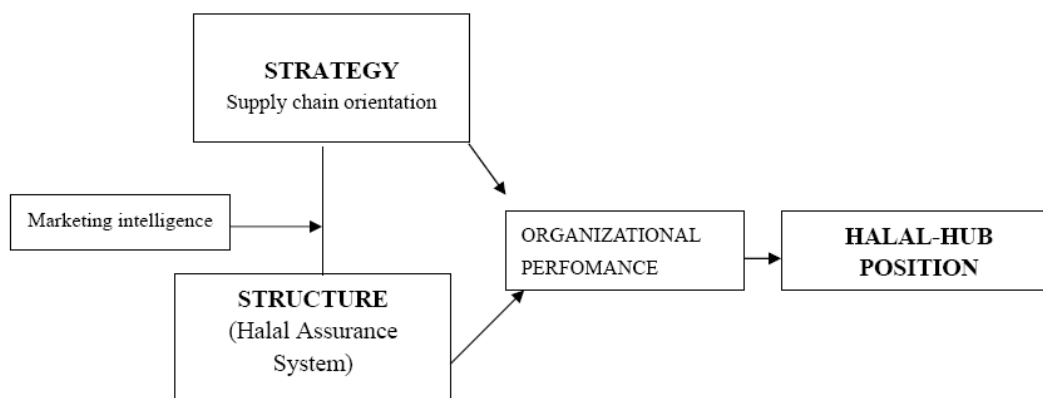 STRATEGY
Supply chain orientation
Marketing intelligence
ORGANIZATIONAL
PERFOMANCE
HALAL-HUB
POSITION
STRUCTURE
(Halal Assurance
System)